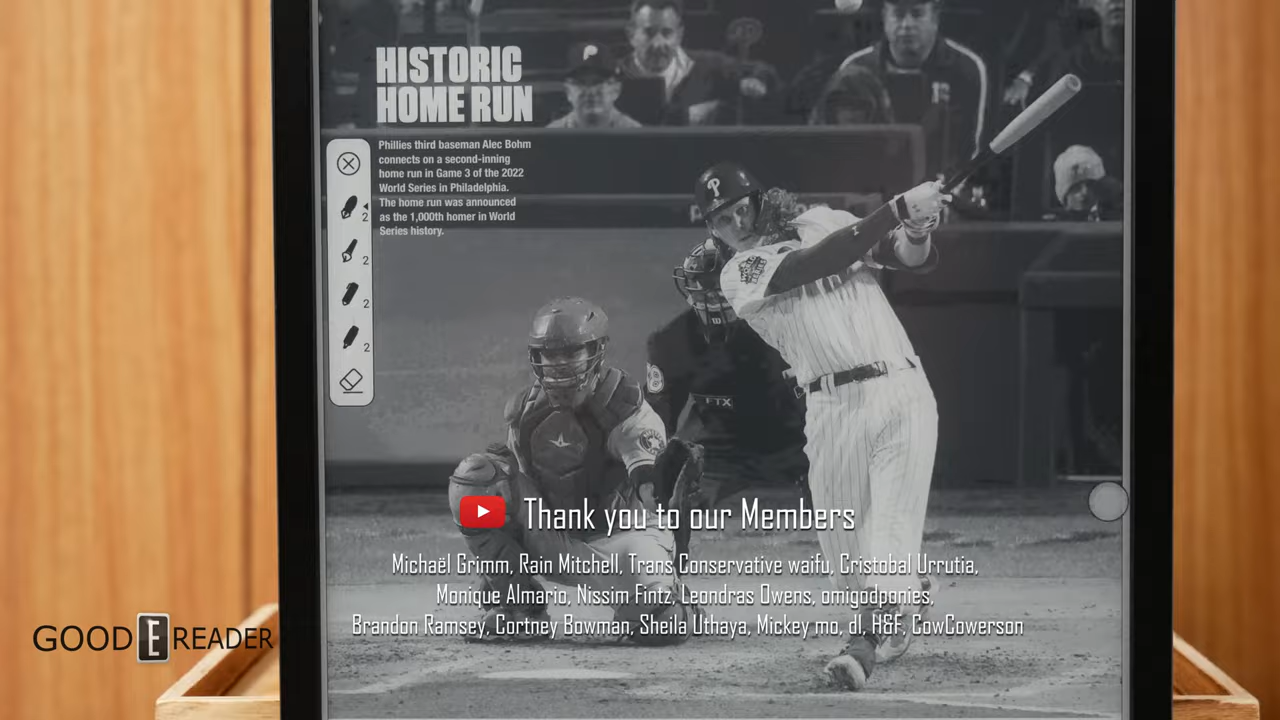 HISTORIC
HOME RUN
Phillies third baseman Alec Bohm
connects on a second-inning
home run in Game 3 of the 2022
World Series in Philadelphia.
The home run was announced
as the 1,000th homer in World
Series history.
2
2
2
2
P
FTX
Thank you to our Members
Michaël Grimm, Rain Mitchell, Trans Conservative waifu, Cristobal Urrutia,
Monique Almario, Nissim Fintz, Leondras Owens, omigodponies,
Brandon Ramsey, Cortney Bowman, Sheila Uthaya, Mickey mo, dl, H&F, CowCowerson
GOOD E READER